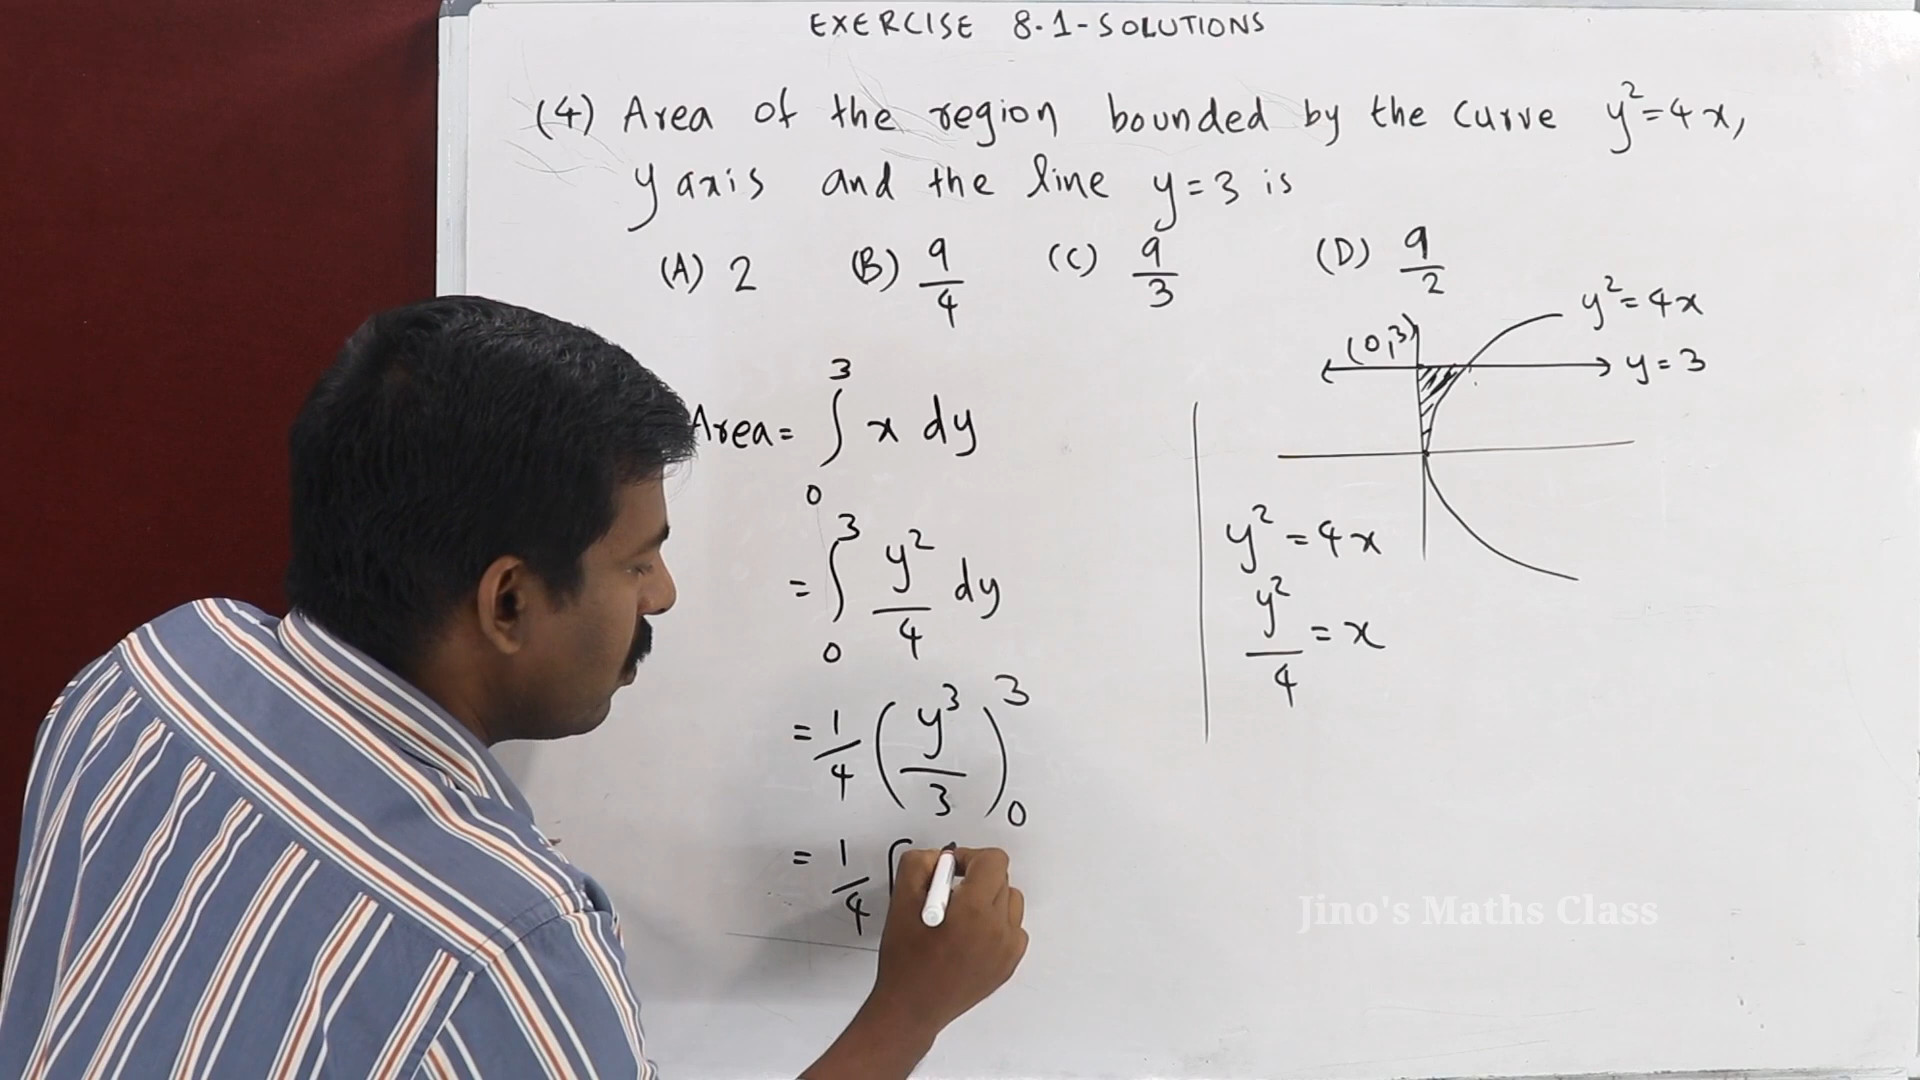 EXERCISE 8.1-SOLUTIONS
(4) Area of the region bounded by the curve y²=4x,
y axis and the line y=3 is
(A) 2 (B) 9/4 (C) 9/3 (D) 9/2
y²=4x
(0,3)
y=3
Area = ∫₀³ x dy
= ∫₀³ y²/4 dy
= 1/4 (y³/3)₀³
= 1/4 [
y²=4x
y²/4 = x
Jino's Maths Class